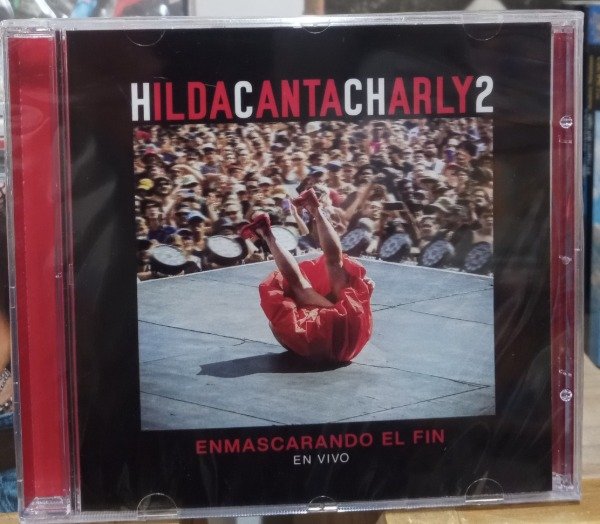 HILDACANTACHARLY2
ENMASCARANDO EL FIN
EN VIVO